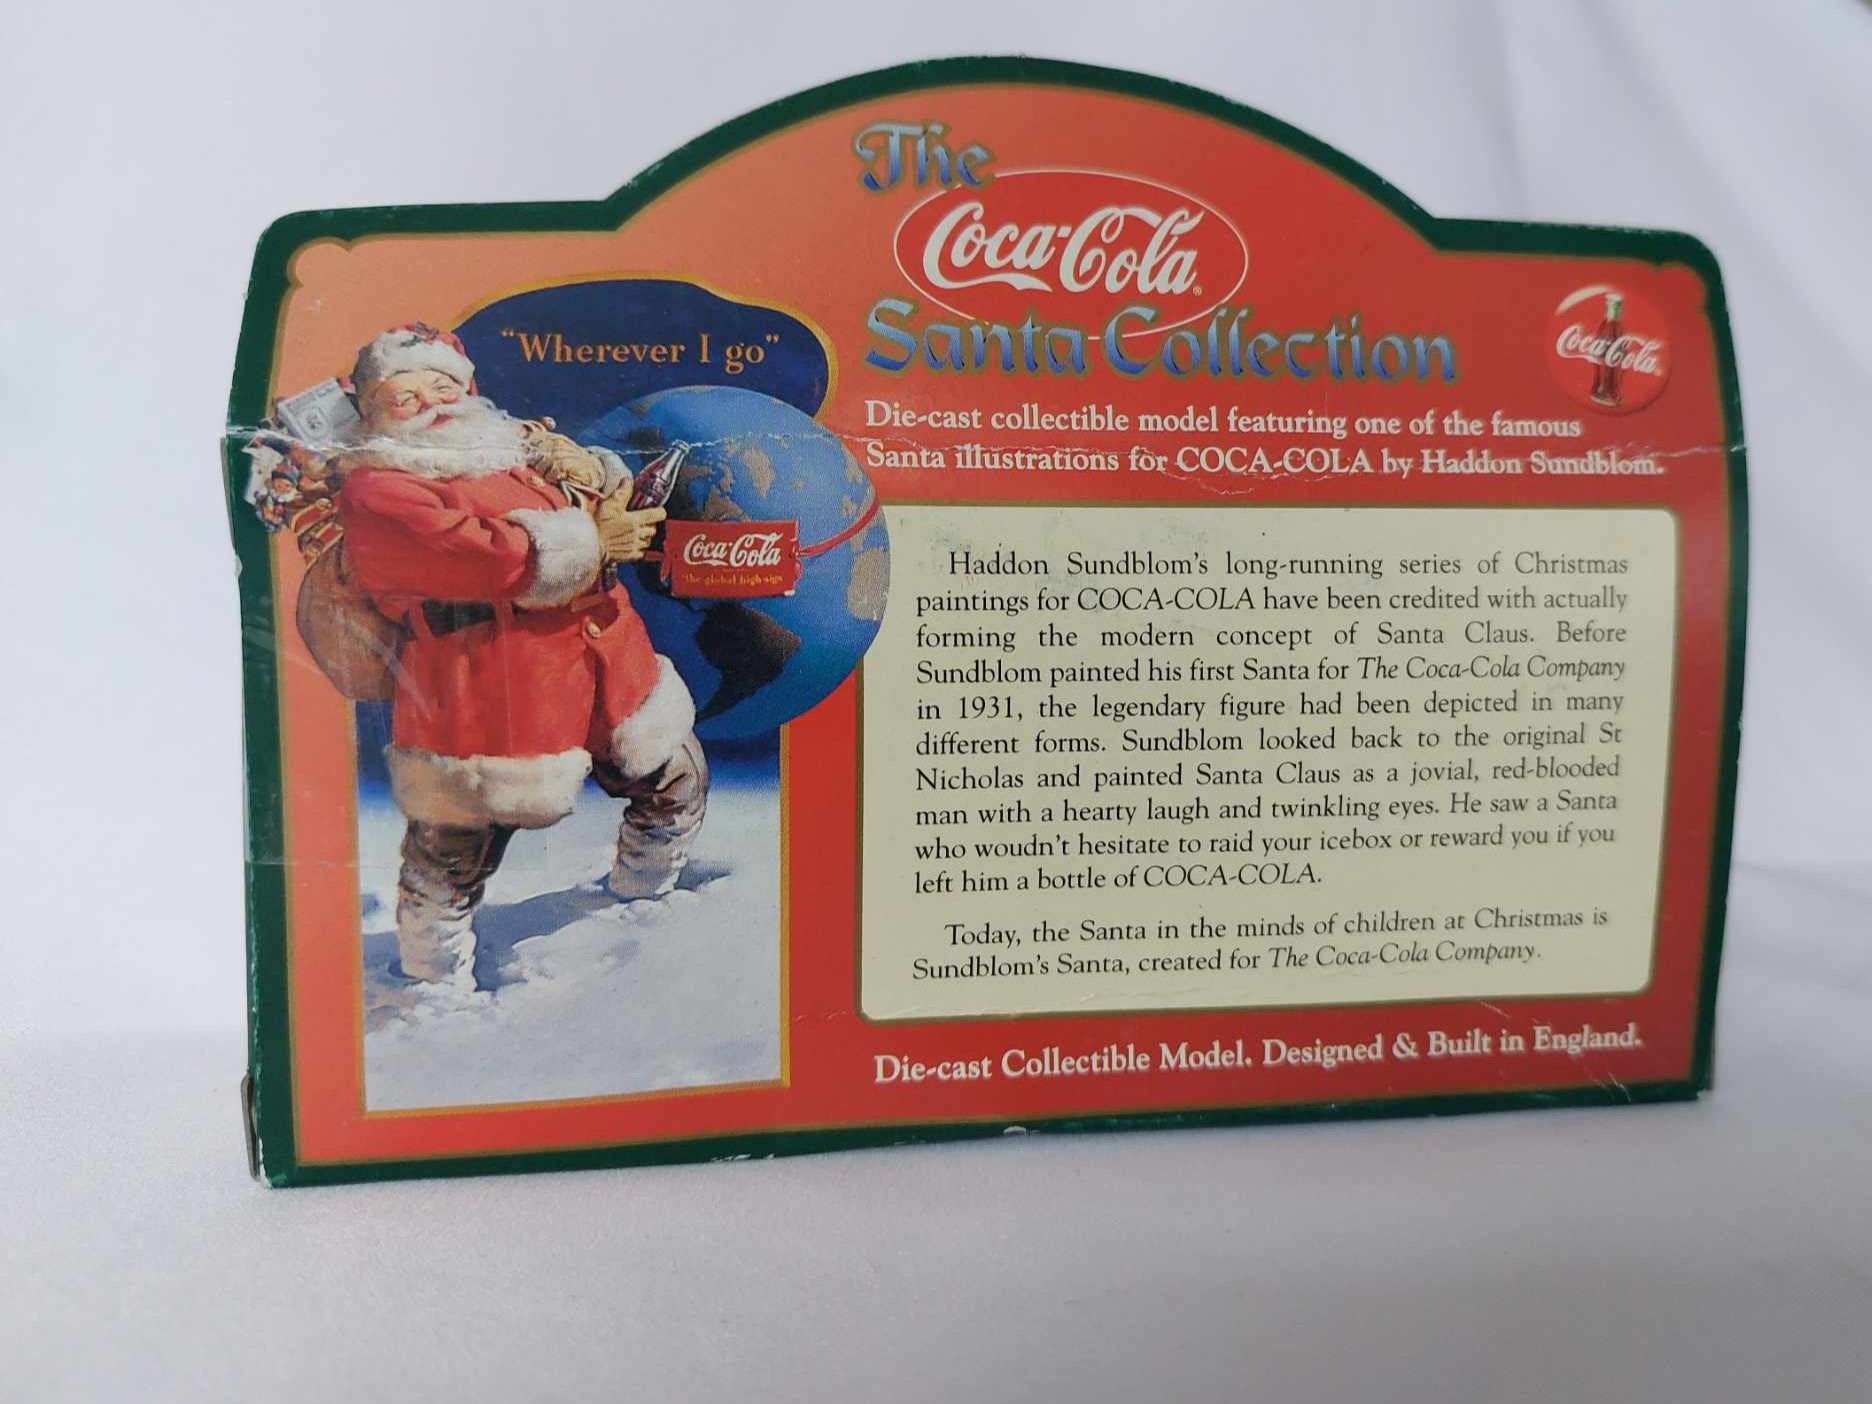 The
Coca-Cola®
Santa Collection
Coca-Cola
Die-cast collectible model featuring one of the famous
Santa illustrations for COCA-COLA by Haddon Sundblom.
"Wherever I go"
Coca-Cola
"the global high-sign"
Haddon Sundblom's long-running series of Christmas
paintings for COCA-COLA have been credited with actually
forming the modern concept of Santa Claus. Before
Sundblom painted his first Santa for The Coca-Cola Company
in 1931, the legendary figure had been depicted in many
different forms. Sundblom looked back to the original St
Nicholas and painted Santa Claus as a jovial, red-blooded
man with a hearty laugh and twinkling eyes. He saw a Santa
who woudn't hesitate to raid your icebox or reward you if you
left him a bottle of COCA-COLA.
Today, the Santa in the minds of children at Christmas is
Sundblom's Santa, created for The Coca-Cola Company.
Die-cast Collectible Model. Designed & Built in England.